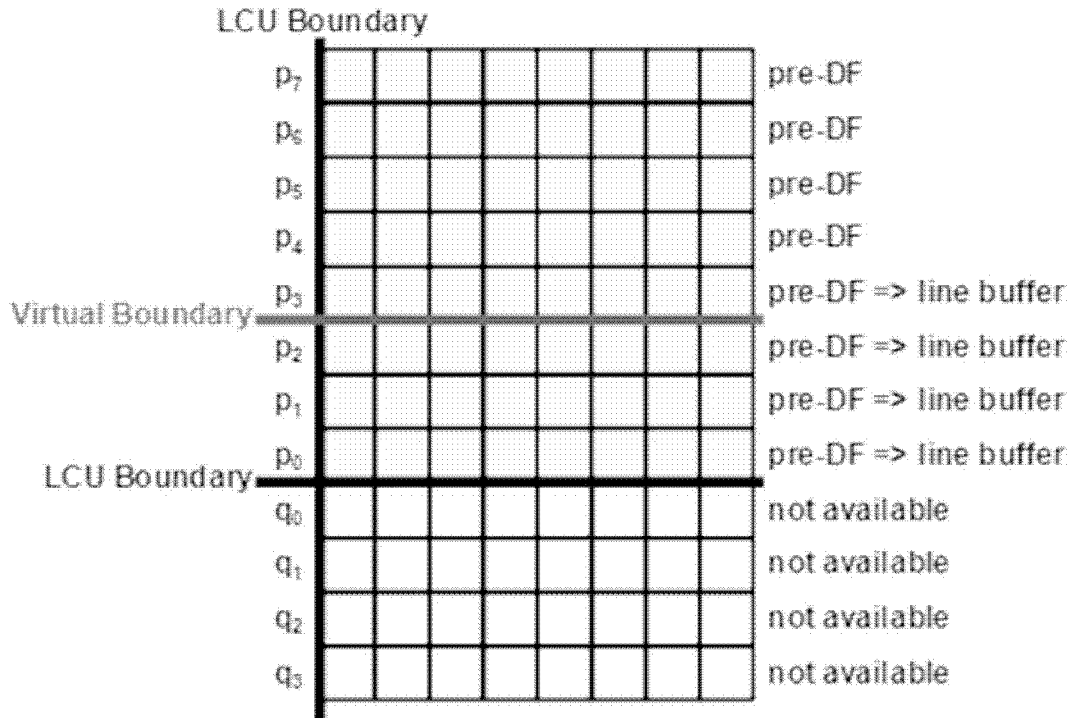 LCU Boundary
p₇ pre-DF
p₆ pre-DF
p₅ pre-DF
p₄ pre-DF
p₃ pre-DF => line buffer
Virtual Boundary
p₂ pre-DF => line buffer
p₁ pre-DF => line buffer
p₀ pre-DF => line buffer
LCU Boundary
q₀ not available
q₁ not available
q₂ not available
q₃ not available